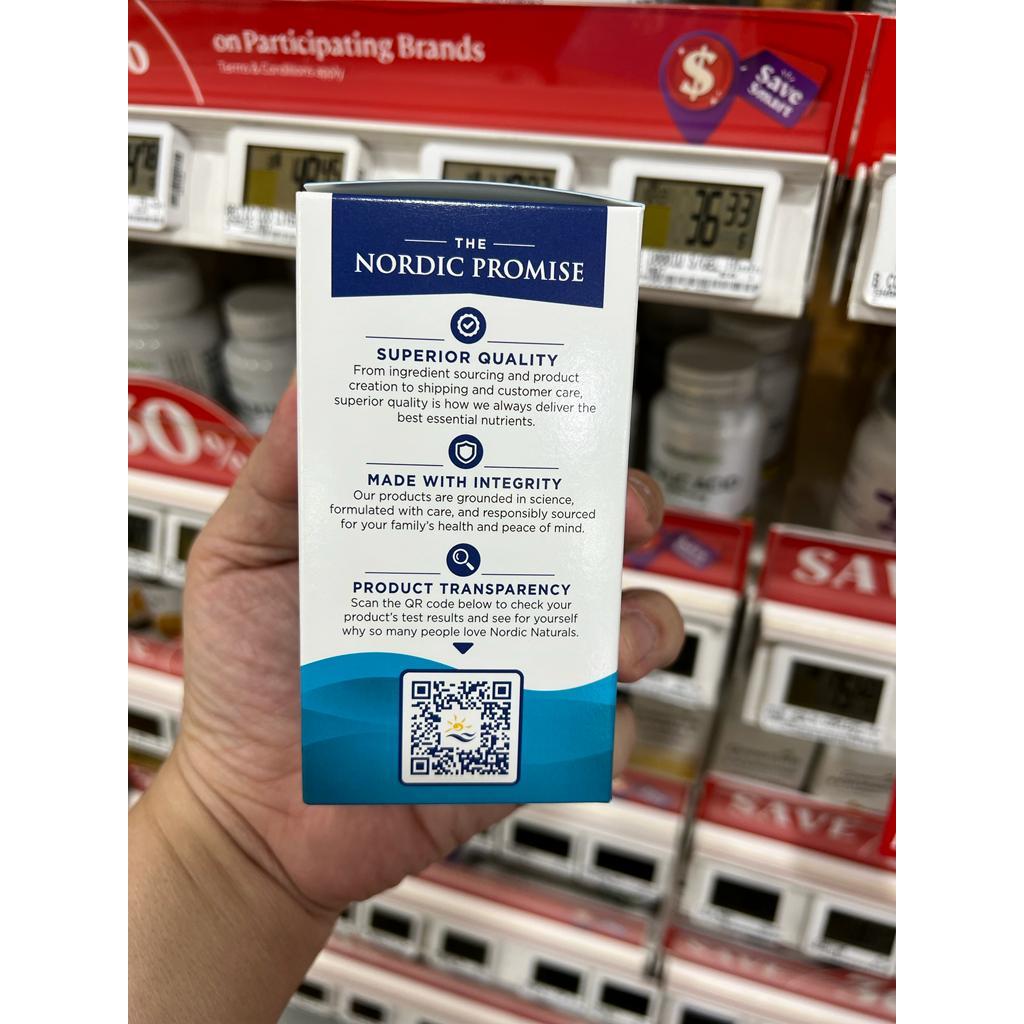 on Participating Brands
Terms & Conditions apply
$
Save
Smart
36 33
THE
NORDIC PROMISE
SUPERIOR QUALITY
From ingredient sourcing and product
creation to shipping and customer care,
superior quality is how we always deliver the
best essential nutrients.
MADE WITH INTEGRITY
Our products are grounded in science,
formulated with care, and responsibly sourced
for your family's health and peace of mind.
PRODUCT TRANSPARENCY
Scan the QR code below to check your
product's test results and see for yourself
why so many people love Nordic Naturals.
50%
SAVE